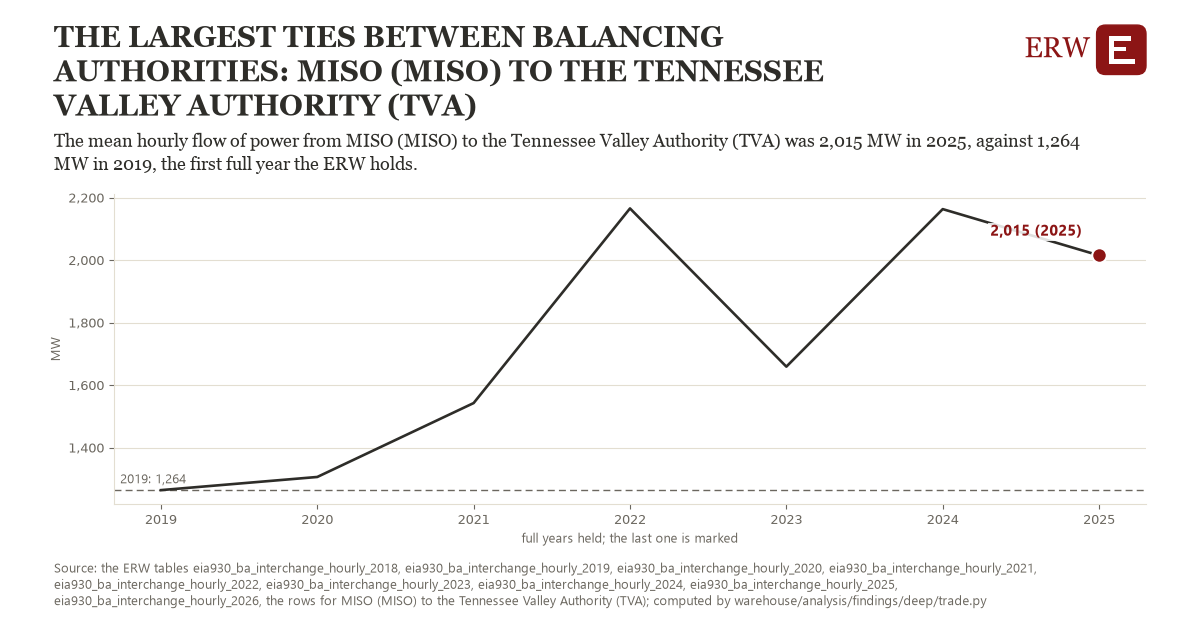 THE LARGEST TIES BETWEEN BALANCING
AUTHORITIES: MISO (MISO) TO THE TENNESSEE
VALLEY AUTHORITY (TVA)
ERW
E
The mean hourly flow of power from MISO (MISO) to the Tennessee Valley Authority (TVA) was 2,015 MW in 2025, against 1,264
MW in 2019, the first full year the ERW holds.
2,200
2,000
1,800
1,600
1,400
MW
2,015 (2025)
2019: 1,264
2019 2020 2021 2022 2023 2024 2025
full years held; the last one is marked
Source: the ERW tables eia930_ba_interchange_hourly_2018, eia930_ba_interchange_hourly_2019, eia930_ba_interchange_hourly_2020, eia930_ba_interchange_hourly_2021,
eia930_ba_interchange_hourly_2022, eia930_ba_interchange_hourly_2023, eia930_ba_interchange_hourly_2024, eia930_ba_interchange_hourly_2025,
eia930_ba_interchange_hourly_2026, the rows for MISO (MISO) to the Tennessee Valley Authority (TVA); computed by warehouse/analysis/findings/deep/trade.py